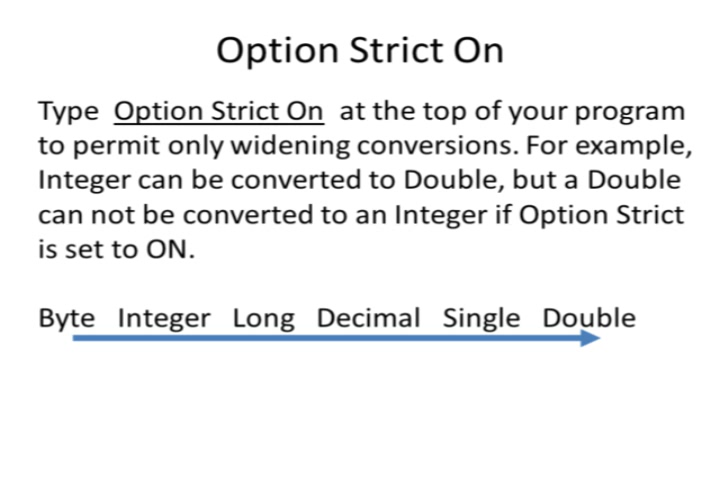 Option Strict On
Type Option Strict On at the top of your program
to permit only widening conversions. For example,
Integer can be converted to Double, but a Double
can not be converted to an Integer if Option Strict
is set to ON.
Byte Integer Long Decimal Single Double